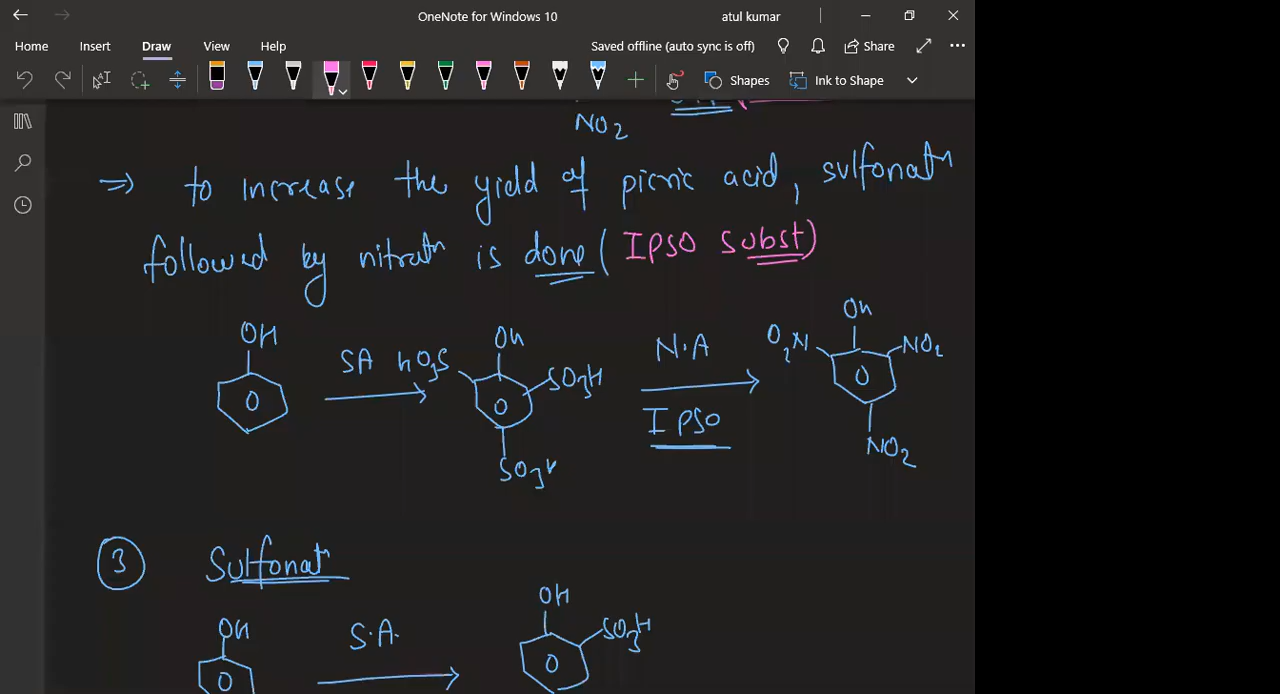 OneNote for Windows 10
atul kumar
Home Insert Draw View Help
Saved offline (auto sync is off)
Share
Shapes
Ink to Shape
NO2
⇒ to increase the yield of picric acid, sulfonatn
followed by nitratn is done (IPSO subst)
OH
SA
OH
HO3S
SO3H
SO3H
N.A
IPSO
OH
O2N
NO2
NO2
3 Sulfonatn
OH
S.A.
OH
SO3H